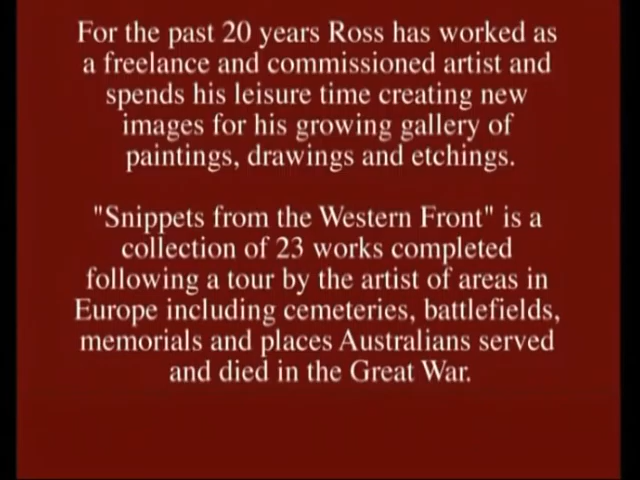 For the past 20 years Ross has worked as
a freelance and commissioned artist and
spends his leisure time creating new
images for his growing gallery of
paintings, drawings and etchings.
"Snippets from the Western Front" is a
collection of 23 works completed
following a tour by the artist of areas in
Europe including cemeteries, battlefields,
memorials and places Australians served
and died in the Great War.